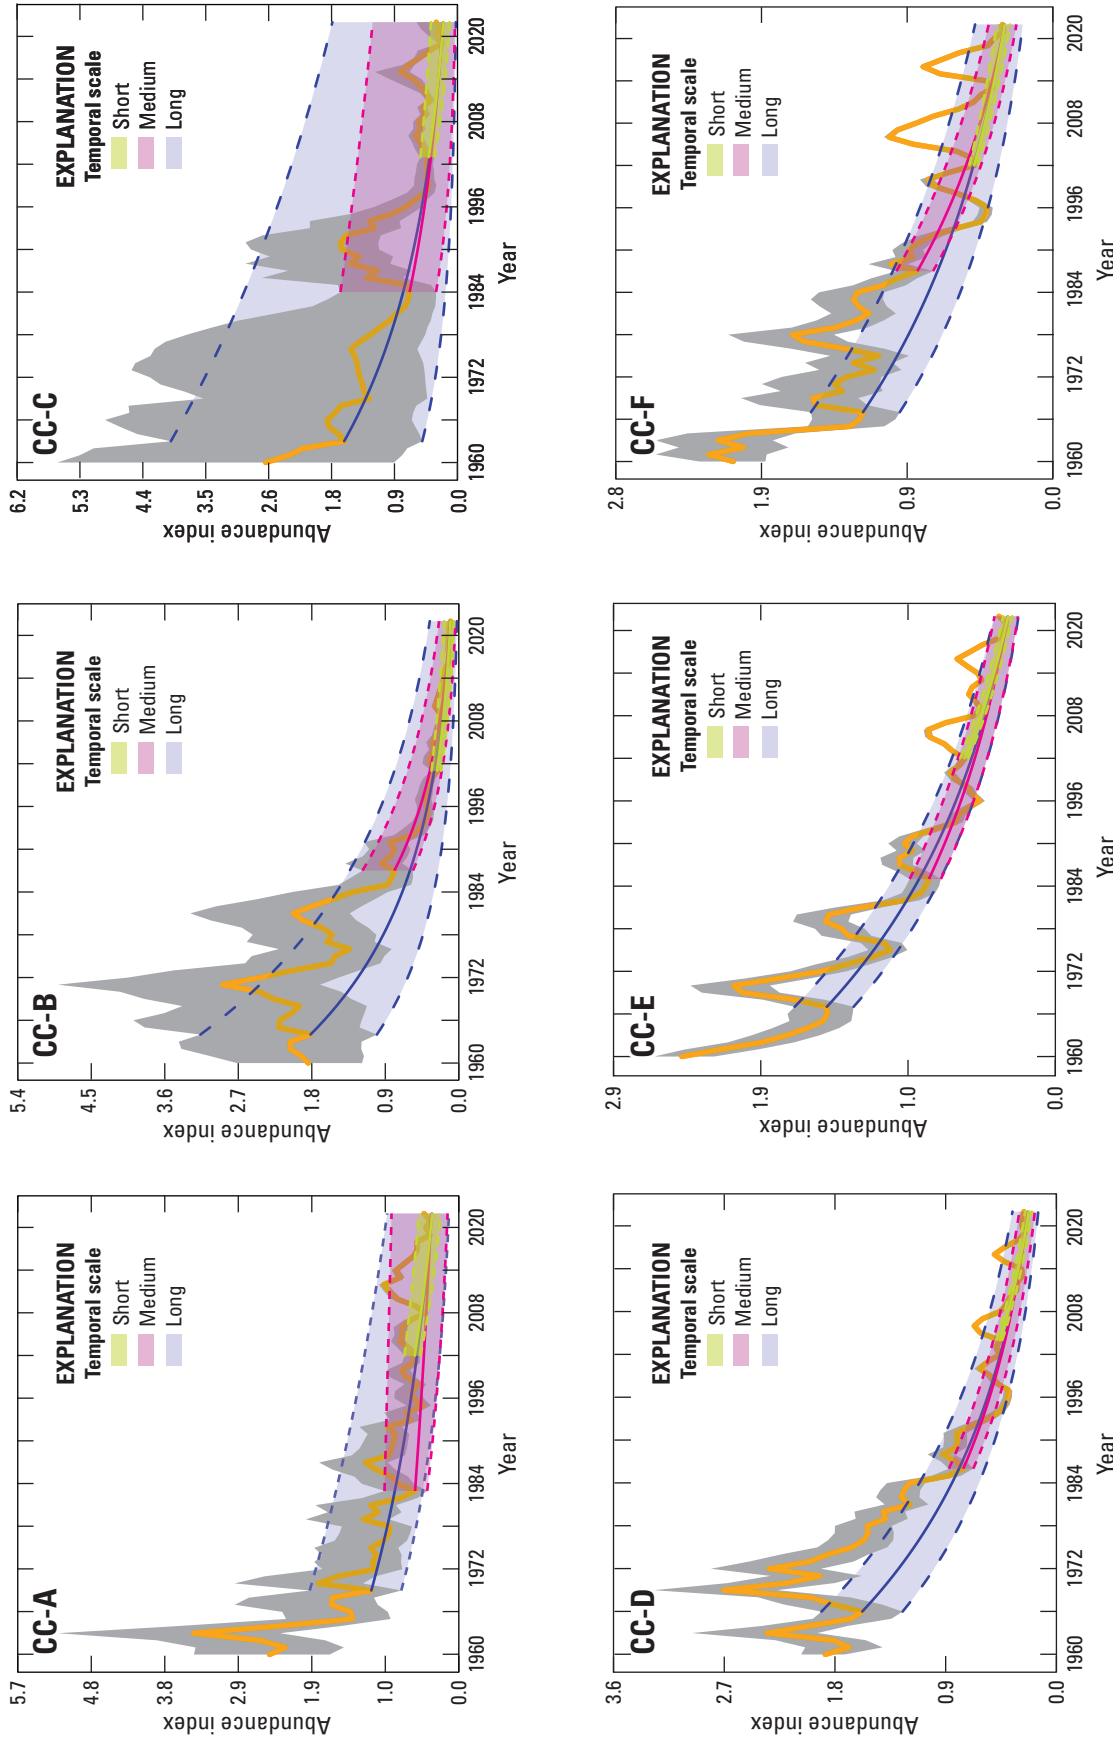 CC-A
EXPLANATION
Temporal scale
Short
Medium
Long
5.7
4.8
3.8
2.9
1.9
1.0
0.0
Abundance index
1960 1972 1984 1996 2008 2020
Year
CC-B
EXPLANATION
Temporal scale
Short
Medium
Long
5.4
4.5
3.6
2.7
1.8
0.9
0.0
Abundance index
1960 1972 1984 1996 2008 2020
Year
CC-C
EXPLANATION
Temporal scale
Short
Medium
Long
6.2
5.3
4.4
3.5
2.6
1.8
0.9
0.0
Abundance index
1960 1972 1984 1996 2008 2020
Year
CC-D
EXPLANATION
Temporal scale
Short
Medium
Long
3.6
2.7
1.8
0.9
0.0
Abundance index
1960 1972 1984 1996 2008 2020
Year
CC-E
EXPLANATION
Temporal scale
Short
Medium
Long
2.9
1.9
1.0
0.0
Abundance index
1960 1972 1984 1996 2008 2020
Year
CC-F
EXPLANATION
Temporal scale
Short
Medium
Long
2.8
1.9
0.9
0.0
Abundance index
1960 1972 1984 1996 2008 2020
Year